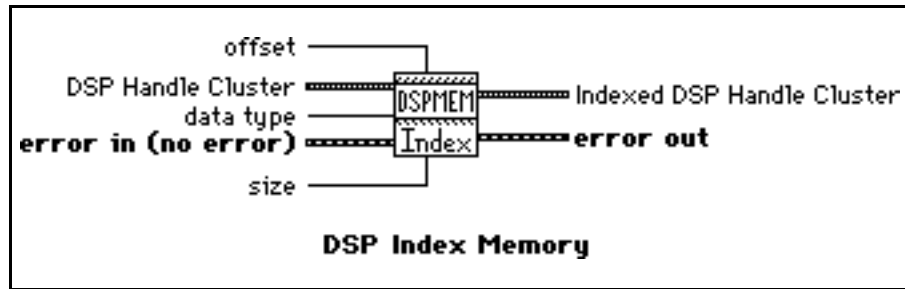 offset
DSP Handle Cluster
data type
error in (no error)
size
DSPMEM
Index
Indexed DSP Handle Cluster
error out
DSP Index Memory